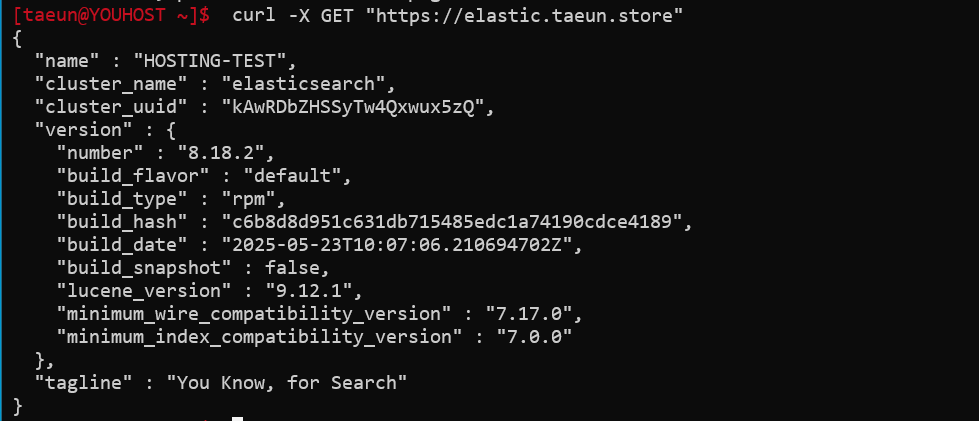 [taeun@YOUHOST ~]$  curl -X GET "https://elastic.taeun.store"
{
  "name" : "HOSTING-TEST",
  "cluster_name" : "elasticsearch",
  "cluster_uuid" : "kAwRDbZHSSyTw4Qxwux5zQ",
  "version" : {
    "number" : "8.18.2",
    "build_flavor" : "default",
    "build_type" : "rpm",
    "build_hash" : "c6b8d8d951c631db715485edc1a74190cdce4189",
    "build_date" : "2025-05-23T10:07:06.210694702Z",
    "build_snapshot" : false,
    "lucene_version" : "9.12.1",
    "minimum_wire_compatibility_version" : "7.17.0",
    "minimum_index_compatibility_version" : "7.0.0"
  },
  "tagline" : "You Know, for Search"
}